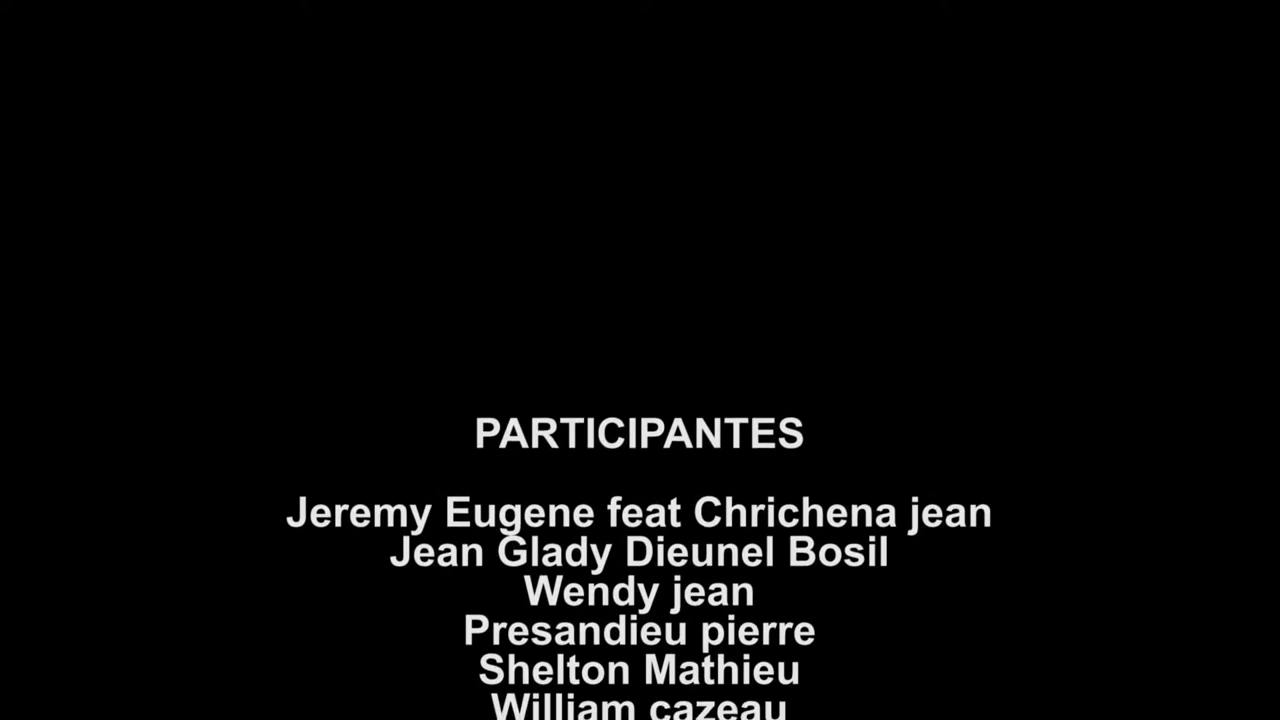 PARTICIPANTES
Jeremy Eugene feat Chrichena jean
Jean Glady Dieunel Bosil
Wendy jean
Presandieu pierre
Shelton Mathieu
William cazeau